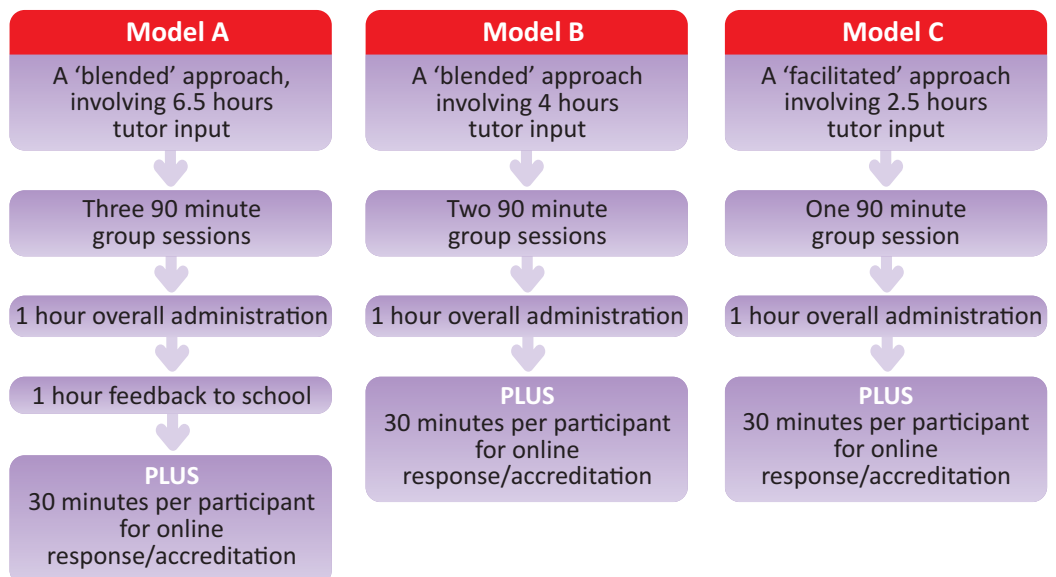 Model A
A ‘blended’ approach,
involving 6.5 hours
tutor input
Three 90 minute
group sessions
1 hour overall administration
1 hour feedback to school
PLUS
30 minutes per participant
for online
response/accreditation
Model B
A ‘blended’ approach
involving 4 hours
tutor input
Two 90 minute
group sessions
1 hour overall administration
PLUS
30 minutes per participant
for online
response/accreditation
Model C
A ‘facilitated’ approach
involving 2.5 hours
tutor input
One 90 minute
group session
1 hour overall administration
PLUS
30 minutes per participant
for online
response/accreditation